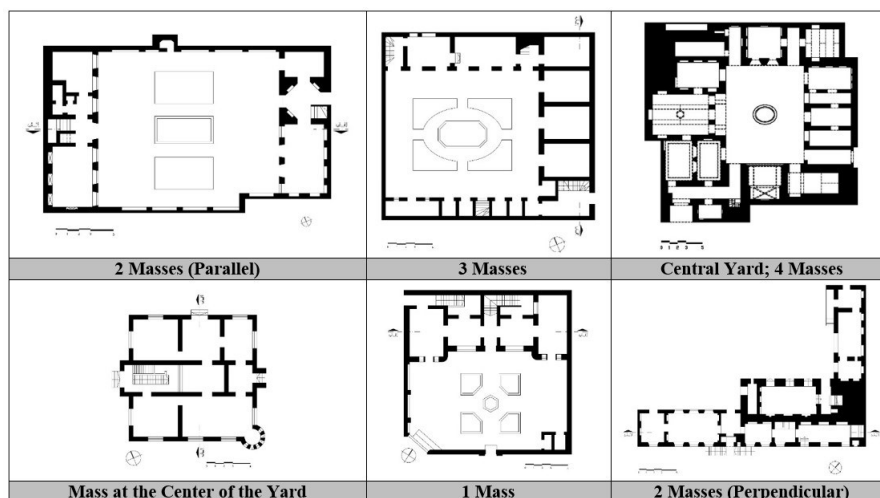 2 Masses (Parallel)
3 Masses
Central Yard; 4 Masses
Mass at the Center of the Yard
1 Mass
2 Masses (Perpendicular)